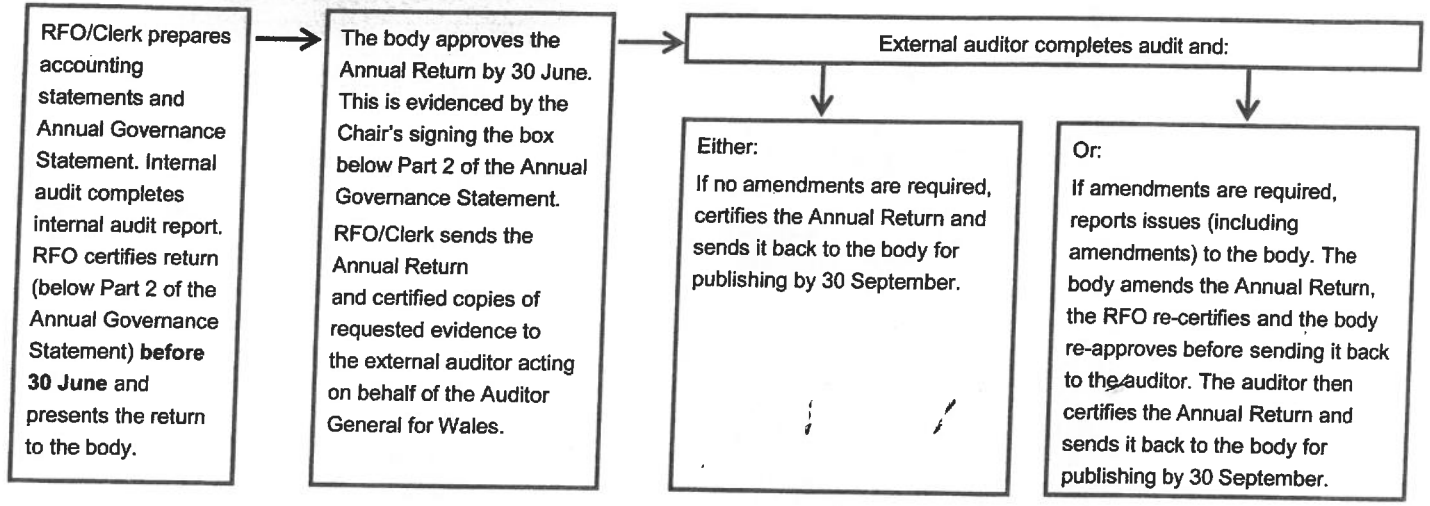 RFO/Clerk prepares
accounting
statements and
Annual Governance
Statement. Internal
audit completes
internal audit report.
RFO certifies return
(below Part 2 of the
Annual Governance
Statement) before
30 June and
presents the return
to the body.
The body approves the
Annual Return by 30 June.
This is evidenced by the
Chair's signing the box
below Part 2 of the Annual
Governance Statement.
RFO/Clerk sends the
Annual Return
and certified copies of
requested evidence to
the external auditor acting
on behalf of the Auditor
General for Wales.
External auditor completes audit and:
Either:
If no amendments are required,
certifies the Annual Return and
sends it back to the body for
publishing by 30 September.
Or:
If amendments are required,
reports issues (including
amendments) to the body. The
body amends the Annual Return,
the RFO re-certifies and the body
re-approves before sending it back
to the auditor. The auditor then
certifies the Annual Return and
sends it back to the body for
publishing by 30 September.